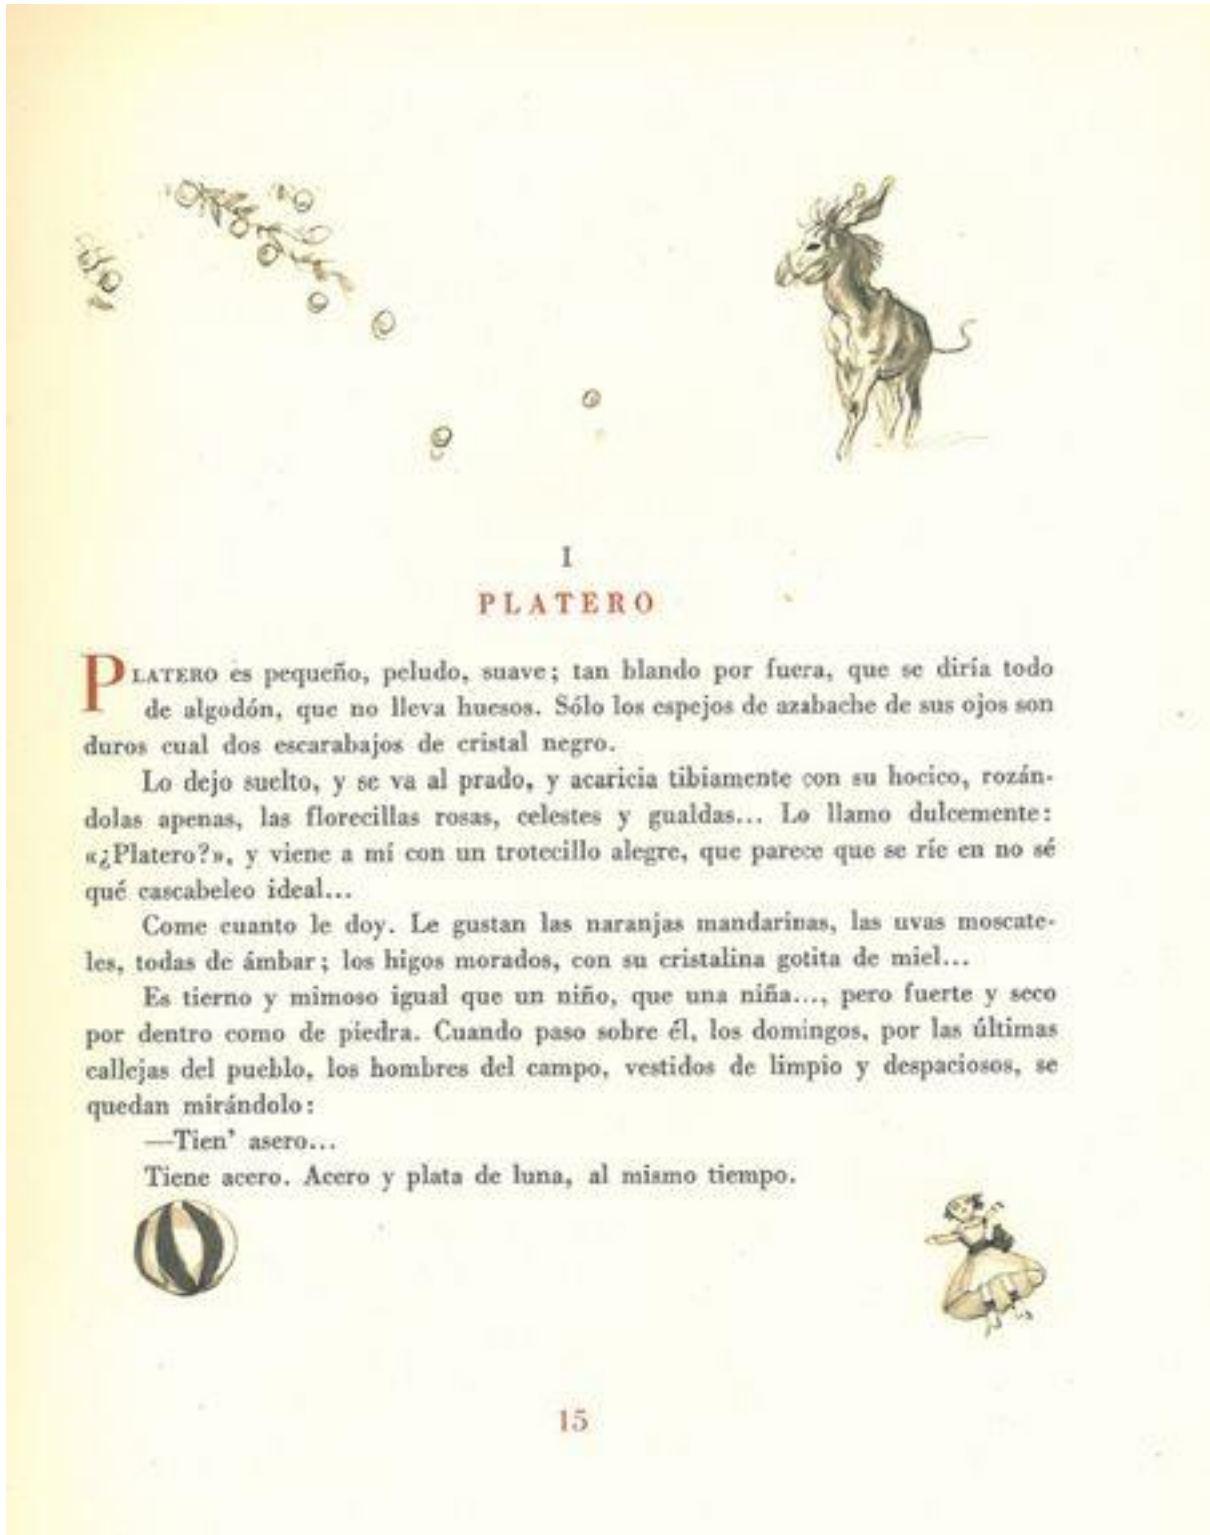 I
PLATERO
PLATERO es pequeño, peludo, suave; tan blando por fuera, que se diría todo
de algodón, que no lleva huesos. Sólo los espejos de azabache de sus ojos son
duros cual dos escarabajos de cristal negro.
Lo dejo suelto, y se va al prado, y acaricia tibiamente con su hocico, rozán-
dolas apenas, las florecillas rosas, celestes y gualdas... Lo llamo dulcemente:
«¿Platero?», y viene a mí con un trotecillo alegre, que parece que se ríe en no sé
qué cascabeleo ideal...
Come cuanto le doy. Le gustan las naranjas mandarinas, las uvas moscate-
les, todas de ámbar; los higos morados, con su cristalina gotita de miel...
Es tierno y mimoso igual que un niño, que una niña..., pero fuerte y seco
por dentro como de piedra. Cuando paso sobre él, los domingos, por las últimas
callejas del pueblo, los hombres del campo, vestidos de limpio y despaciosos, se
quedan mirándolo:
—Tien' asero...
Tiene acero. Acero y plata de luna, al mismo tiempo.
15